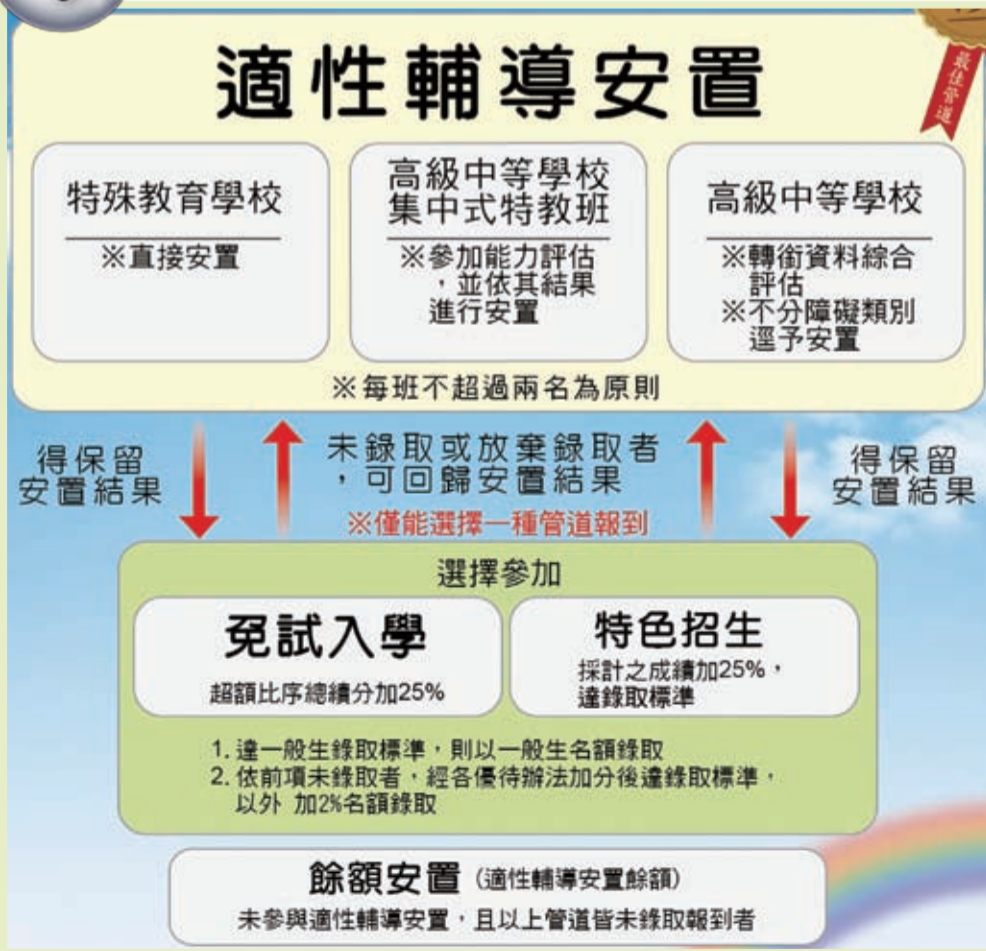 最佳管道
適性輔導安置
特殊教育學校
※直接安置
高級中等學校
集中式特教班
※參加能力評估
，並依其結果
進行安置
高級中等學校
※轉銜資料綜合
評估
※不分障礙類別
逕予安置
※每班不超過兩名為原則
得保留
安置結果
未錄取或放棄錄取者
，可回歸安置結果
※僅能選擇一種管道報到
得保留
安置結果
選擇參加
免試入學
超額比序總績分加25%
特色招生
採計之成績加25%，
達錄取標準
1. 達一般生錄取標準，則以一般生名額錄取
2. 依前項未錄取者，經各優待辦法加分後達錄取標準，
以外 加2%名額錄取
餘額安置 (適性輔導安置餘額)
未參與適性輔導安置，且以上管道皆未錄取報到者